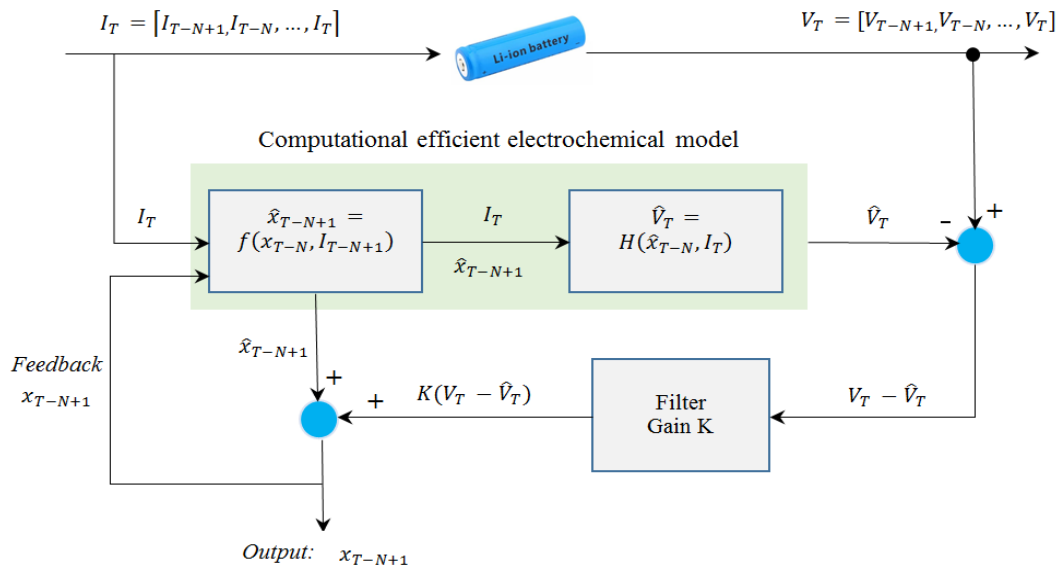 I_T = ⌈I_{T−N+1,}I_{T−N}, ..., I_T⌉
V_T = [V_{T−N+1,}V_{T−N}, ..., V_T]
Li-ion battery
Computational efficient electrochemical model
I_T
x̂_{T−N+1} =
f(x_{T−N}, I_{T−N+1})
I_T
x̂_{T−N+1}
V̂_T =
H(x̂_{T−N}, I_T)
V̂_T
-
+
x̂_{T−N+1}
+
Feedback
x_{T−N+1}
+
K(V_T − V̂_T)
Filter
Gain K
V_T − V̂_T
Output: x_{T−N+1}